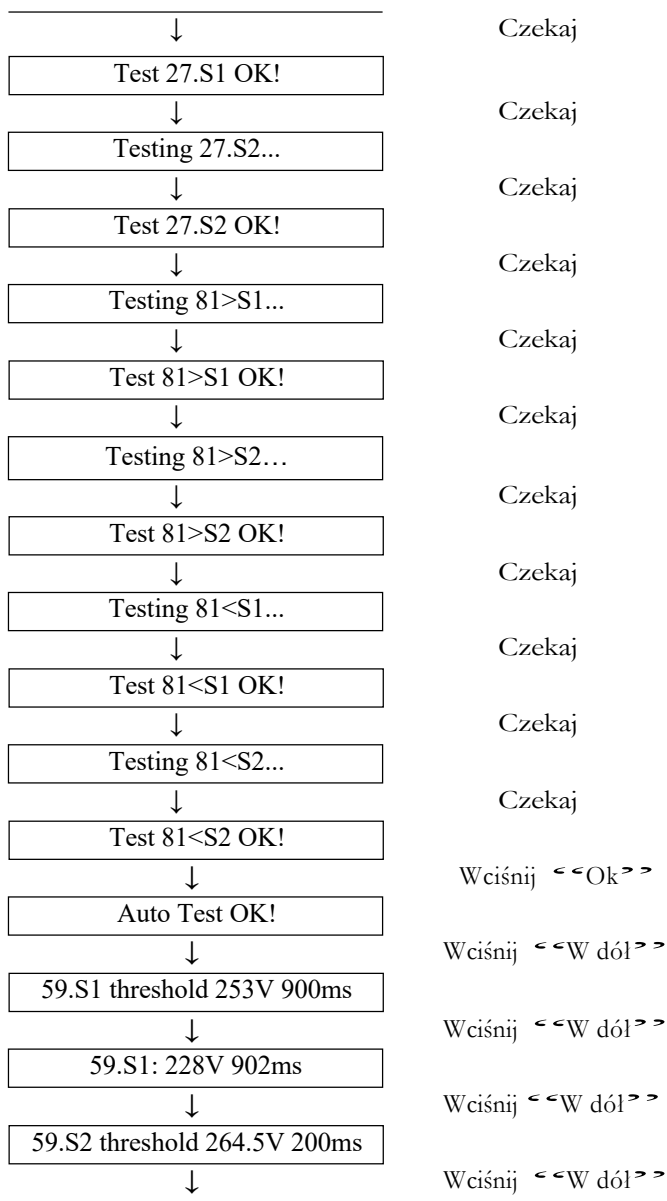 ↓ Czekaj
Test 27.S1 OK!
↓ Czekaj
Testing 27.S2...
↓ Czekaj
Test 27.S2 OK!
↓ Czekaj
Testing 81>S1...
↓ Czekaj
Test 81>S1 OK!
↓ Czekaj
Testing 81>S2…
↓ Czekaj
Test 81>S2 OK!
↓ Czekaj
Testing 81<S1...
↓ Czekaj
Test 81<S1 OK!
↓ Czekaj
Testing 81<S2...
↓ Czekaj
Test 81<S2 OK!
↓ Wciśnij “Ok”
Auto Test OK!
↓ Wciśnij “W dół”
59.S1 threshold 253V 900ms
↓ Wciśnij “W dół”
59.S1: 228V 902ms
↓ Wciśnij “W dół”
59.S2 threshold 264.5V 200ms
↓ Wciśnij “W dół”